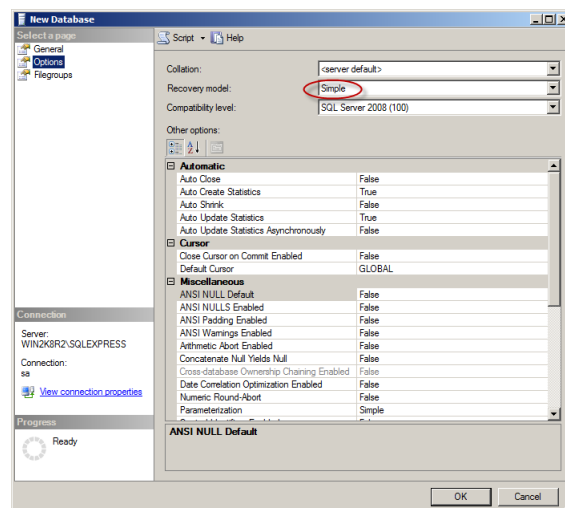 New Database
Select a page
General
Options
Filegroups
Script Help
Collation: <server default>
Recovery model: Simple
Compatibility level: SQL Server 2008 (100)
Other options:
Automatic
Auto Close False
Auto Create Statistics True
Auto Shrink False
Auto Update Statistics True
Auto Update Statistics Asynchronously False
Cursor
Close Cursor on Commit Enabled False
Default Cursor GLOBAL
Miscellaneous
ANSI NULL Default False
ANSI NULLS Enabled False
ANSI Padding Enabled False
ANSI Warnings Enabled False
Arithmetic Abort Enabled False
Concatenate Null Yields Null False
Cross-database Ownership Chaining Enabled False
Date Correlation Optimization Enabled False
Numeric Round-Abort False
Parameterization Simple
ANSI NULL Default
Connection
Server:
WIN2K8R2\SQLEXPRESS
Connection:
sa
View connection properties
Progress
Ready
OK Cancel